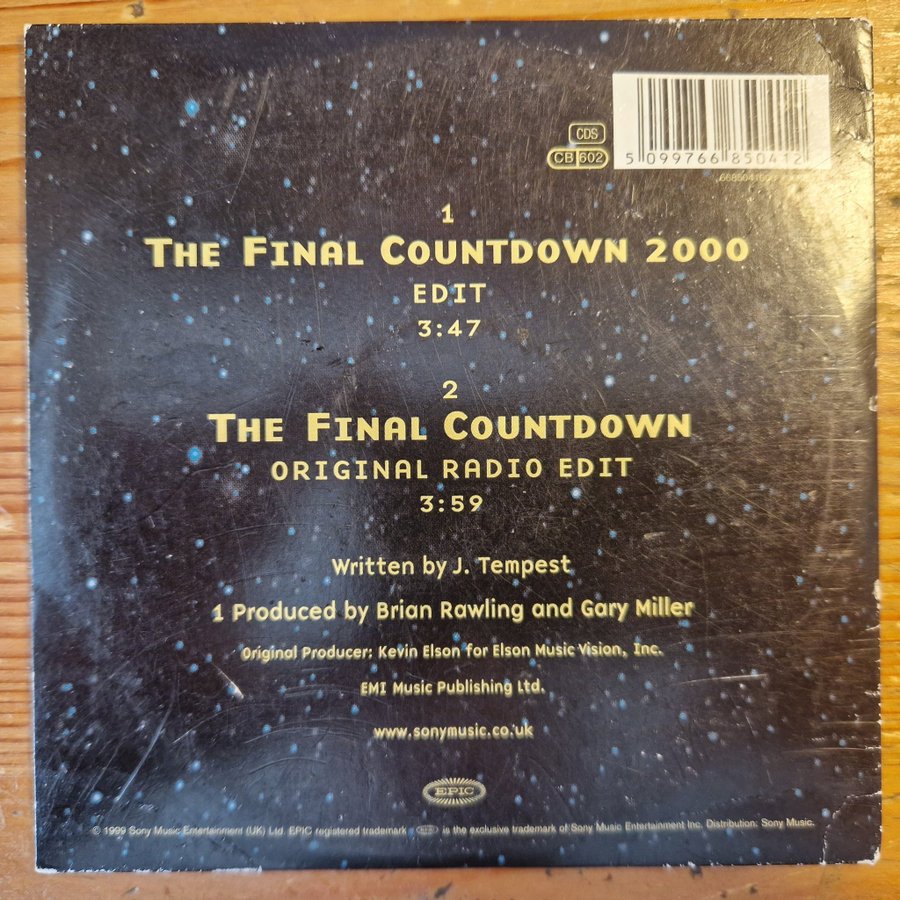 CDS
CB 602
5 099766 850412
1
THE FINAL COUNTDOWN 2000
EDIT
3:47
2
THE FINAL COUNTDOWN
ORIGINAL RADIO EDIT
3:59
Written by J. Tempest
1 Produced by Brian Rawling and Gary Miller
Original Producer: Kevin Elson for Elson Music Vision, Inc.
EMI Music Publishing Ltd.
www.sonymusic.co.uk
EPIC
© 1999 Sony Music Entertainment (UK) Ltd. EPIC registered trademark. EPIC is the exclusive trademark of Sony Music Entertainment Inc. Distribution: Sony Music.